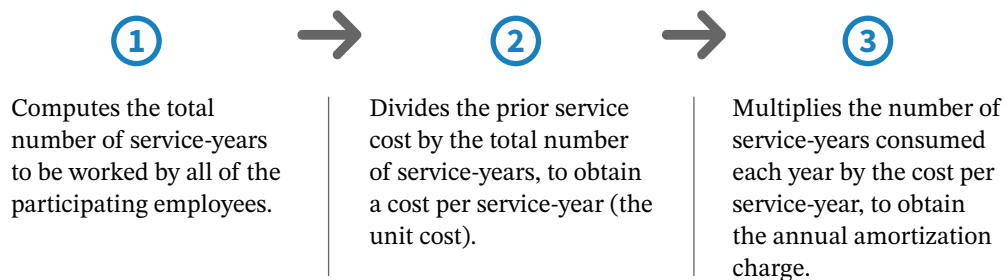 1
Computes the total
number of service-years
to be worked by all of the
participating employees.
2
Divides the prior service
cost by the total number
of service-years, to obtain
a cost per service-year (the
unit cost).
3
Multiplies the number of
service-years consumed
each year by the cost per
service-year, to obtain
the annual amortization
charge.